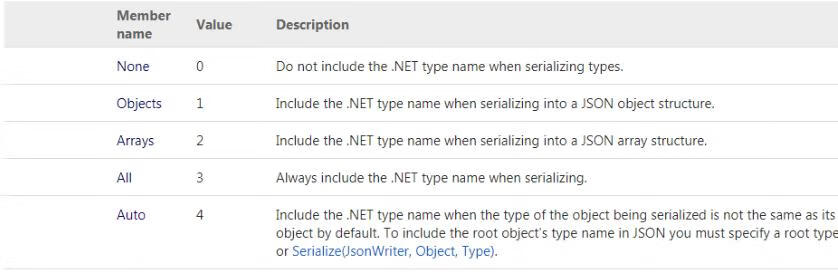 Member name Value Description
None 0 Do not include the .NET type name when serializing types.
Objects 1 Include the .NET type name when serializing into a JSON object structure.
Arrays 2 Include the .NET type name when serializing into a JSON array structure.
All 3 Always include the .NET type name when serializing.
Auto 4 Include the .NET type name when the type of the object being serialized is not the same as its
object by default. To include the root object's type name in JSON you must specify a root type
or Serialize(JsonWriter, Object, Type).